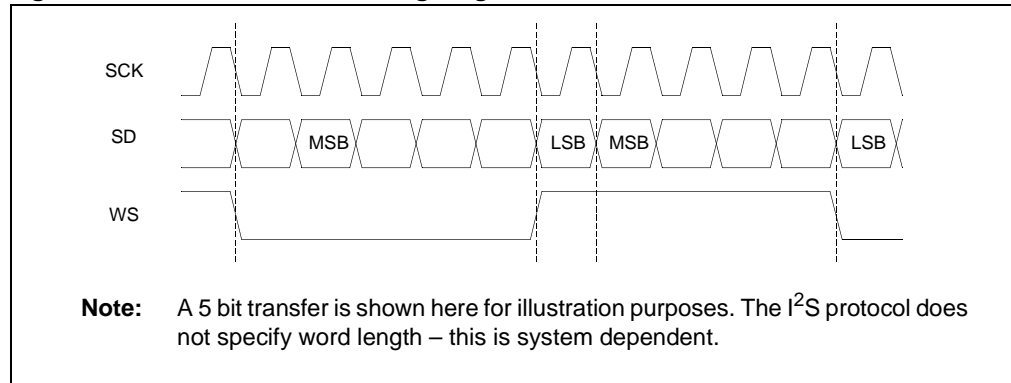 SCK
SD
MSB
LSB
MSB
LSB
WS
Note: A 5 bit transfer is shown here for illustration purposes. The I²S protocol does
not specify word length – this is system dependent.